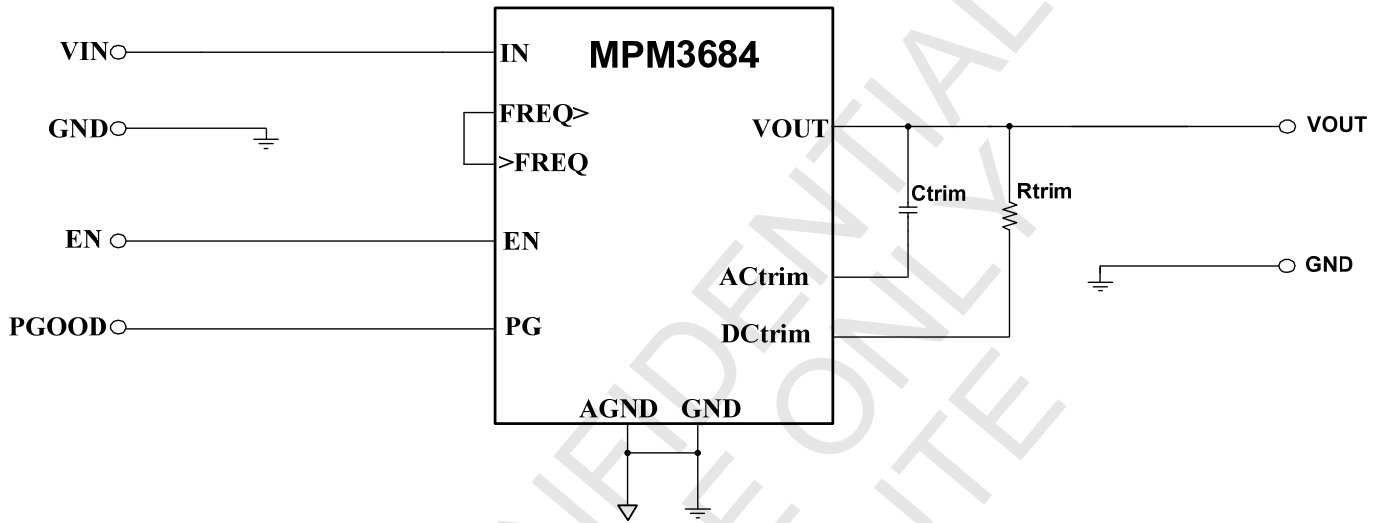 MPM3684
VIN
IN
FREQ>
GND
VOUT
VOUT
>FREQ
Ctrim
Rtrim
EN
EN
ACtrim
GND
PGOOD
PG
DCtrim
AGND
GND